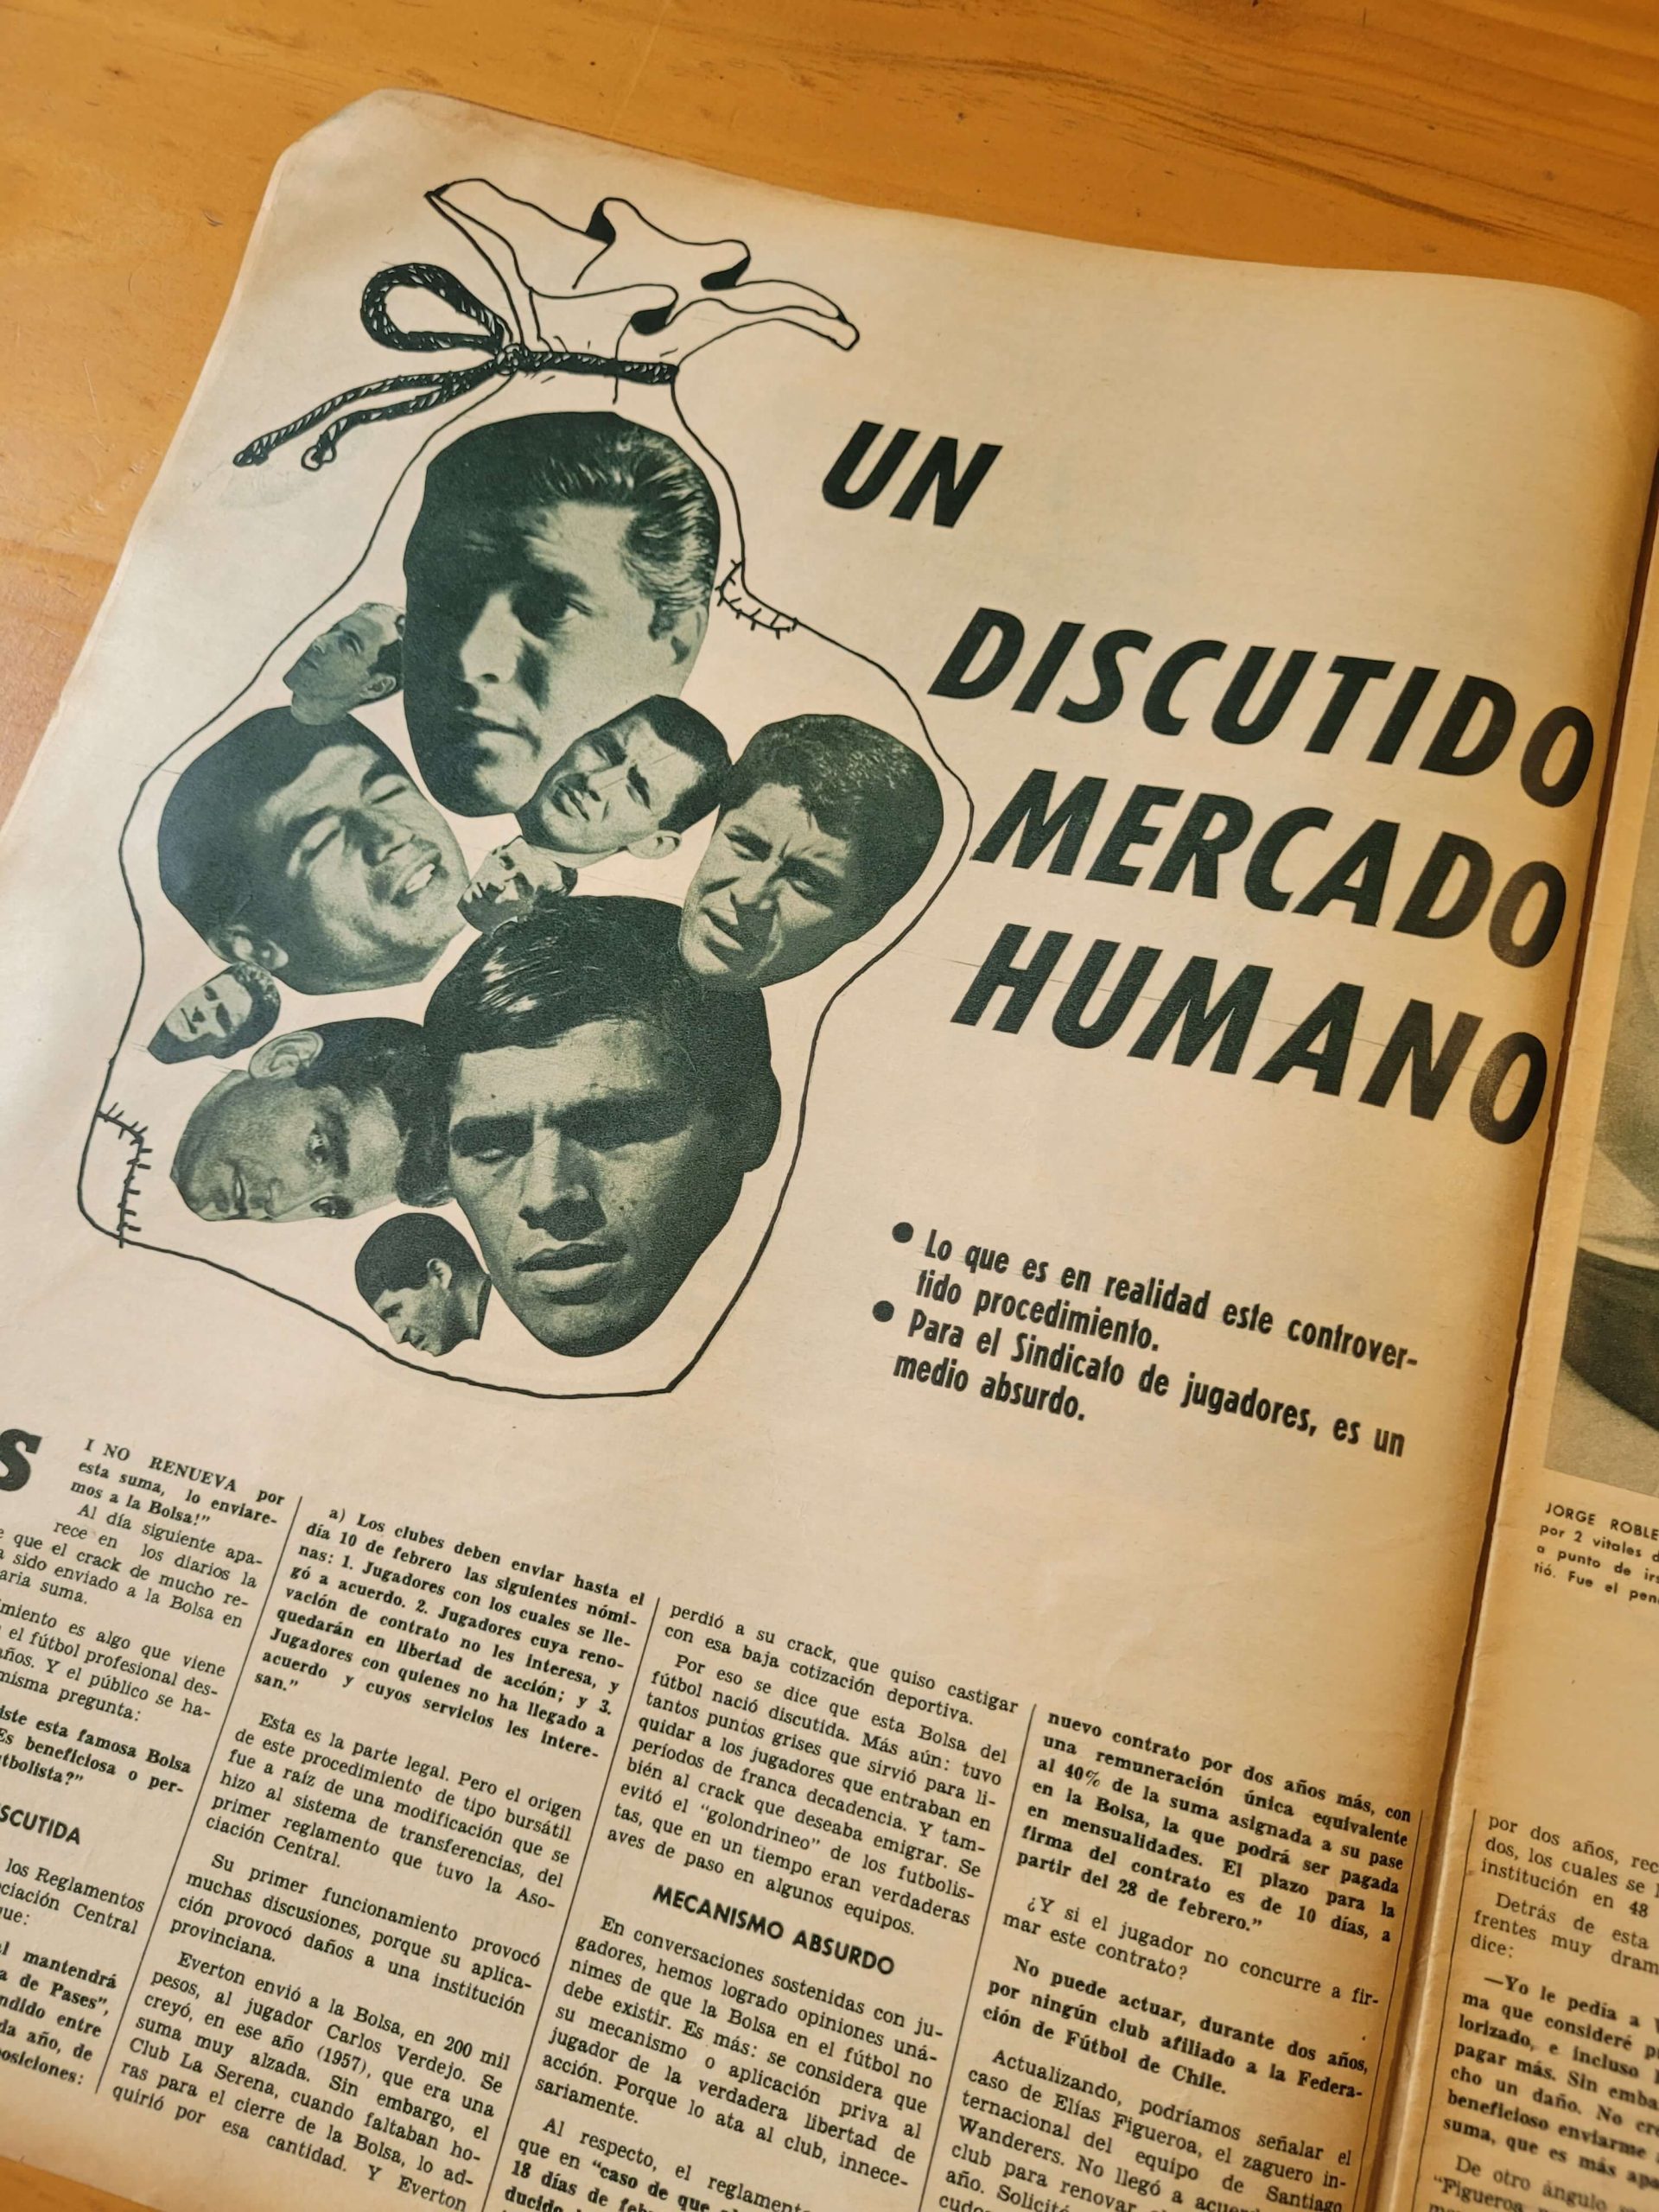 UN
DISCUTIDO
MERCADO
HUMANO
● Lo que es en realidad este controver-
tido procedimiento.
● Para el Sindicato de jugadores, es un
medio absurdo.
S
I NO RENUEVA por
esta suma, lo enviare-
mos a la Bolsa!"
Al día siguiente apa-
rece en los diarios la
que el crack de mucho re-
sido enviado a la Bolsa en
suma.
es algo que viene
el fútbol profesional des-
Y el público se ha-
misma pregunta:
esta famosa Bolsa
Es beneficiosa o per-
los Reglamentos
Central
mantendrá
de Pases",
entre
año, de
a) Los clubes deben enviar hasta el
día 10 de febrero las siguientes nómi-
nas: 1. Jugadores con los cuales se lle-
gó a acuerdo. 2. Jugadores cuya reno-
vación de contrato no les interesa, y
quedarán en libertad de acción; y 3.
Jugadores con quienes no ha llegado a
acuerdo y cuyos servicios les intere-
san."
Esta es la parte legal. Pero el origen
de este procedimiento de tipo bursátil
fue a raíz de una modificación que se
hizo al sistema de transferencias, del
primer reglamento que tuvo la Aso-
ciación Central.
Su primer funcionamiento provocó
muchas discusiones, porque su aplica-
ción provocó daños a una institución
provinciana.
Everton envió a la Bolsa, en 200 mil
pesos, al jugador Carlos Verdejo. Se
creyó, en ese año (1957), que era una
suma muy alzada. Sin embargo, el
Club La Serena, cuando faltaban ho-
ras para el cierre de la Bolsa, lo ad-
quirió por esa cantidad. Y Everton
perdió a su crack, que quiso castigar
con esa baja cotización deportiva.
Por eso se dice que esta Bolsa del
fútbol nació discutida. Más aún: tuvo
tantos puntos grises que sirvió para li-
quidar a los jugadores que entraban en
períodos de franca decadencia. Y tam-
bién al crack que deseaba emigrar. Se
evitó el "golondrineo" de los futbolis-
tas, que en un tiempo eran verdaderas
aves de paso en algunos equipos.
MECANISMO ABSURDO
En conversaciones sostenidas con ju-
gadores, hemos logrado opiniones uná-
nimes de que la Bolsa en el fútbol no
debe existir. Es más: se considera que
su mecanismo o aplicación priva al
jugador de la verdadera libertad de
acción. Porque lo ata al club, innece-
sariamente.
Al respecto, el reglamento
que en "caso de que
18 días de
nuevo contrato por dos años más, con
una remuneración única equivalente
al 40% de la suma asignada a su pase
en la Bolsa, la que podrá ser pagada
en mensualidades. El plazo para la
firma del contrato es de 10 días, a
partir del 28 de febrero."
¿Y si el jugador no concurre a fir-
mar este contrato?
No puede actuar, durante dos años,
por ningún club afiliado a la Federa-
ción de Fútbol de Chile.
Actualizando, podríamos señalar el
caso de Elías Figueroa, el zaguero in-
ternacional del equipo de Santiago
Wanderers. No llegó a
club para renovar
año. Solicitó
JORGE
por 2 vitales
a punto de
tió. Fue el
por dos años,
dos, los cuales se
institución en 48
Detrás de esta
frentes muy
dice:
—Yo le pedía a
ma que consideré
lorizado, e incluso
pagar más. Sin
cho un daño. No
beneficioso enviarme
suma, que es más
De otro ángulo,
"Figueroa